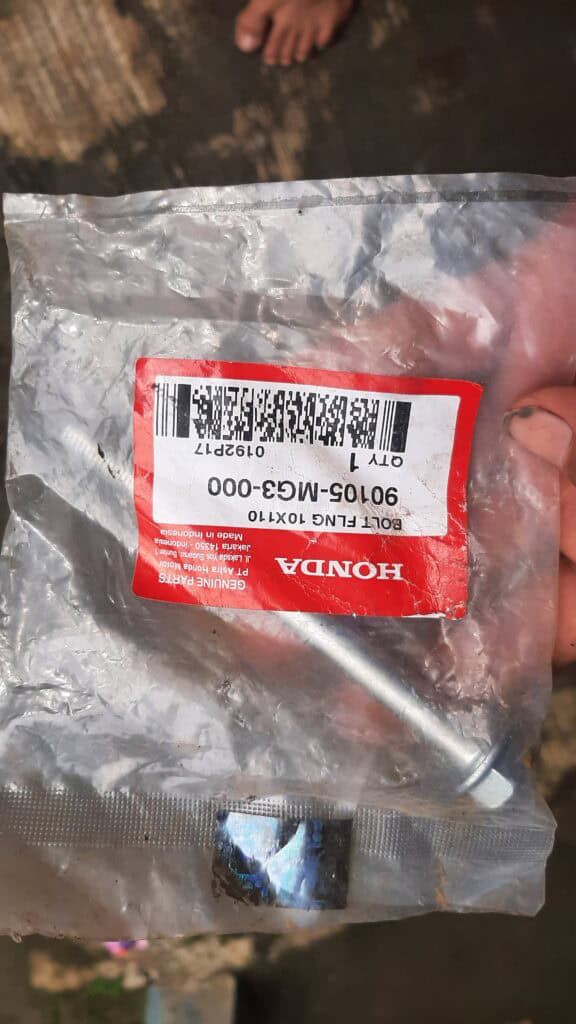 HONDA
GENUINE PARTS
PT Astra Honda Motor
Jl. Laksda Yos Sudarso, Sunter 1
Jakarta 14350 - Indonesia
Made in Indonesia
BOLT FLNG 10X110
90105-MG3-000
QTY 1
0192P17